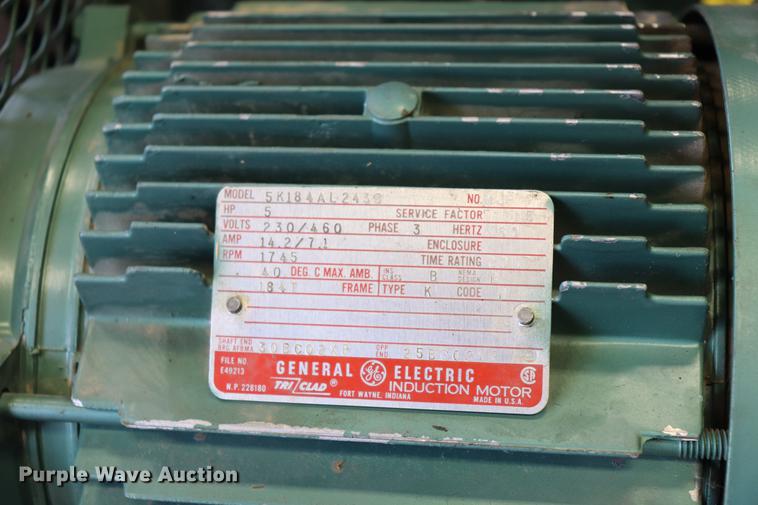 MODEL 5K184AL243 NO.
HP 5 SERVICE FACTOR
VOLTS 230/460 PHASE 3 HERTZ
AMP 14.2/7.1 ENCLOSURE
RPM 1745 TIME RATING
40 DEG. C MAX. AMB. INS CLASS B NEMA DESIGN
184T FRAME TYPE K CODE
SHAFT END BRG AFBMA OPP END
FILE NO. E49213
GENERAL GE ELECTRIC SA
TRI/CLAD ® INDUCTION MOTOR
N.P. 228180 FORT WAYNE, INDIANA MADE IN U.S.A.
Purple Wave Auction